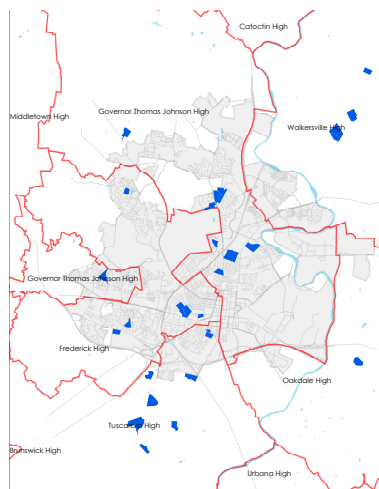 Catoctin High
Governor Thomas Johnson High
Middletown High
Walkersville High
Governor Thomas Johnson High
Frederick High
Oakdale High
Tuscarora High
Brunswick High
Urbana High